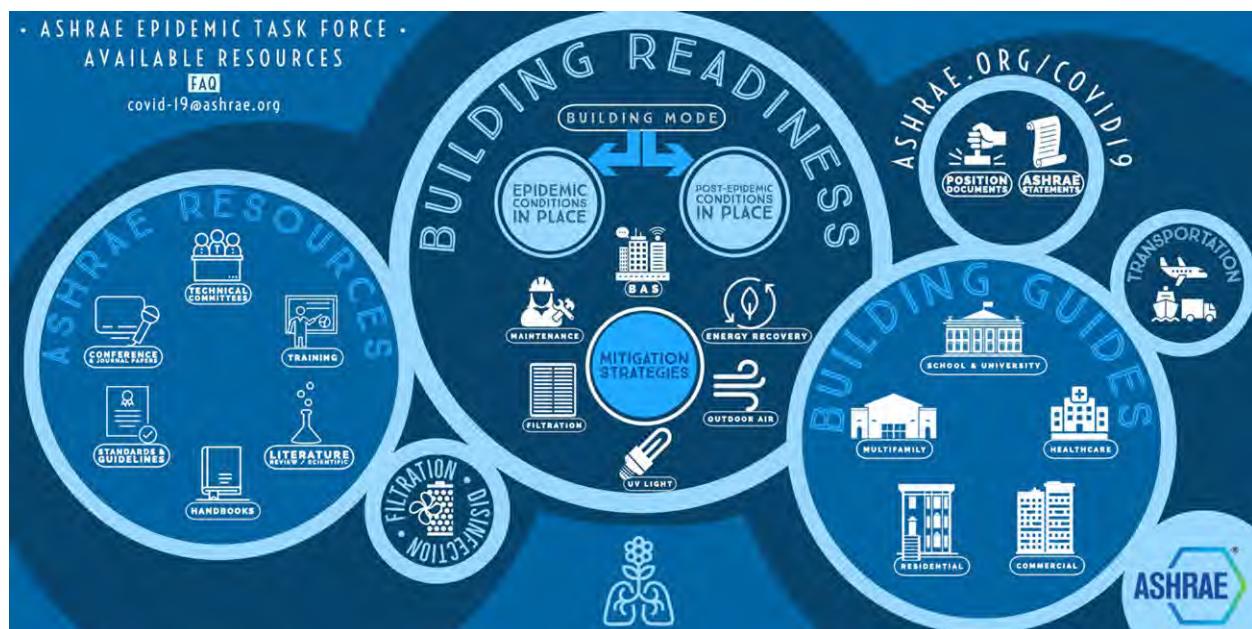 • ASHRAE EPIDEMIC TASK FORCE •
AVAILABLE RESOURCES
FAQ
covid-19@ashrae.org
ASHRAE RESOURCES
TECHNICAL
COMMITTEES
CONFERENCE
& JOURNAL PAPERS
TRAINING
STANDARDS &
GUIDELINES
LITERATURE
REVIEW / SCIENTIFIC
HANDBOOKS
• FILTRATION • DISINFECTION
BUILDING READINESS
BUILDING MODE
EPIDEMIC
CONDITIONS
IN PLACE
POST-EPIDEMIC
CONDITIONS
IN PLACE
BAS
MAINTENANCE
ENERGY RECOVERY
MITIGATION
STRATEGIES
FILTRATION
OUTDOOR AIR
UV LIGHT
ASHRAE.ORG/COVID19
POSITION
DOCUMENTS
ASHRAE
STATEMENTS
TRANSPORTATION
BUILDING GUIDES
SCHOOL & UNIVERSITY
MULTIFAMILY
HEALTHCARE
RESIDENTIAL
COMMERCIAL
ASHRAE®